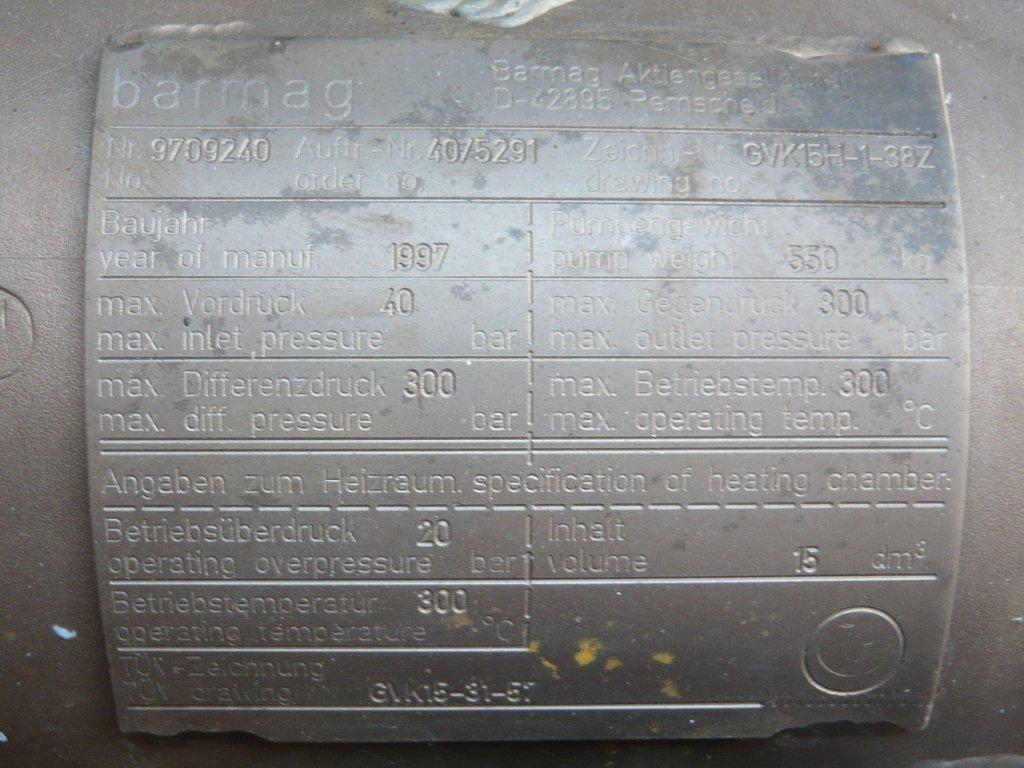 barmag
Barmag Aktiengesellschaft
D-42895 Remscheid
Nr. 9709240 Auftr.-Nr. 40/5291 Zeichn.-Nr. GVK15H-1-38Z
No. order no. drawing no.
Baujahr Pumpengewicht
year of manuf. 1997 pump weight 550 kg
max. Vordruck 40 max. Gegendruck 300
max. inlet pressure bar max. outlet pressure bar
max. Differenzdruck 300 max. Betriebstemp. 300
max. diff. pressure bar max. operating temp. °C
Angaben zum Heizraum: specification of heating chamber:
Betriebsüberdruck 20 Inhalt
operating overpressure bar volume 15 dm³
Betriebstemperatur 300
operating temperature °C
TÜV-Zeichnung
TÜV drawing GVK15-31-5